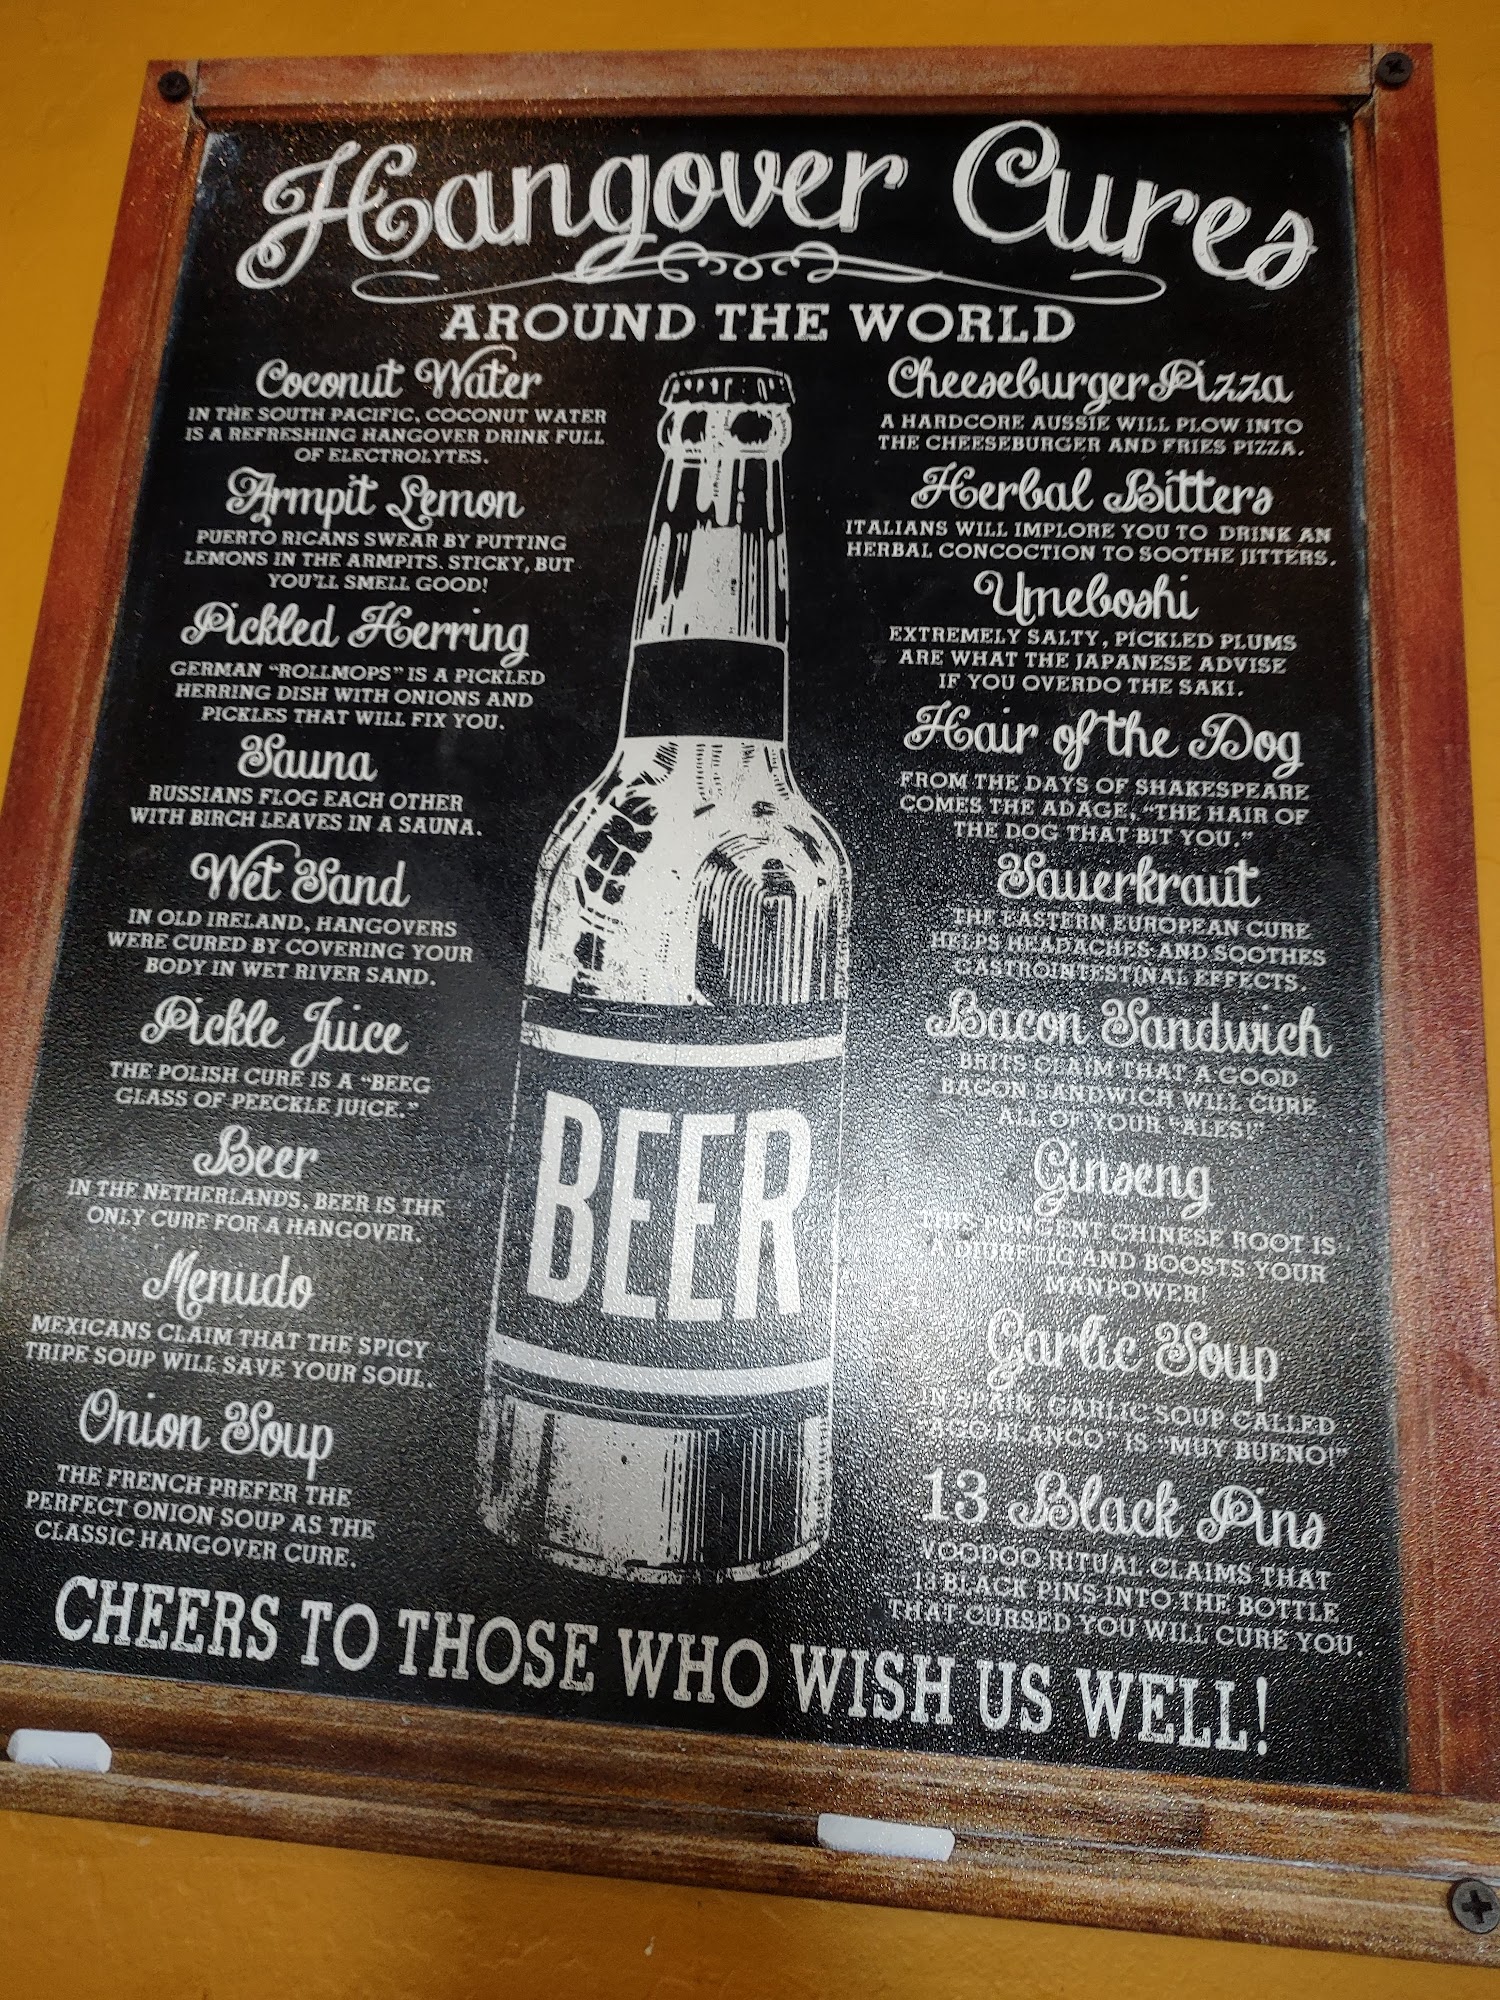 Hangover Cures
AROUND THE WORLD
Coconut Water
IN THE SOUTH PACIFIC, COCONUT WATER
IS A REFRESHING HANGOVER DRINK FULL
OF ELECTROLYTES.
Armpit Lemon
PUERTO RICANS SWEAR BY PUTTING
LEMONS IN THE ARMPITS. STICKY, BUT
YOU'LL SMELL GOOD!
Pickled Herring
GERMAN "ROLLMOPS" IS A PICKLED
HERRING DISH WITH ONIONS AND
PICKLES THAT WILL FIX YOU.
Sauna
RUSSIANS FLOG EACH OTHER
WITH BIRCH LEAVES IN A SAUNA.
Wet Sand
IN OLD IRELAND, HANGOVERS
WERE CURED BY COVERING YOUR
BODY IN WET RIVER SAND.
Pickle Juice
THE POLISH CURE IS A "BEEG
GLASS OF PEECKLE JUICE."
Beer
IN THE NETHERLANDS, BEER IS THE
ONLY CURE FOR A HANGOVER.
Menudo
MEXICANS CLAIM THAT THE SPICY
TRIPE SOUP WILL SAVE YOUR SOUL.
Onion Soup
THE FRENCH PREFER THE
PERFECT ONION SOUP AS THE
CLASSIC HANGOVER CURE.
BEER
Cheeseburger Pizza
A HARDCORE AUSSIE WILL PLOW INTO
THE CHEESEBURGER AND FRIES PIZZA.
Herbal Bitters
ITALIANS WILL IMPLORE YOU TO DRINK AN
HERBAL CONCOCTION TO SOOTHE JITTERS.
Umeboshi
EXTREMELY SALTY, PICKLED PLUMS
ARE WHAT THE JAPANESE ADVISE
IF YOU OVERDO THE SAKI.
Hair of the Dog
FROM THE DAYS OF SHAKESPEARE
COMES THE ADAGE, "THE HAIR OF
THE DOG THAT BIT YOU."
Sauerkraut
THE EASTERN EUROPEAN CURE
HELPS HEADACHES AND SOOTHES
GASTROINTESTINAL EFFECTS.
Bacon Sandwich
BRITS CLAIM THAT A GOOD
BACON SANDWICH WILL CURE
ALL OF YOUR "ALES!"
Ginseng
THIS PUNGENT CHINESE ROOT IS
A DIURETIC AND BOOSTS YOUR
MANPOWER!
Garlic Soup
IN SPAIN, GARLIC SOUP CALLED
"AGO BLANCO" IS "MUY BUENO!"
13 Black Pins
VOODOO RITUAL CLAIMS THAT
13 BLACK PINS INTO THE BOTTLE
THAT CURSED YOU WILL CURE YOU.
CHEERS TO THOSE WHO WISH US WELL!